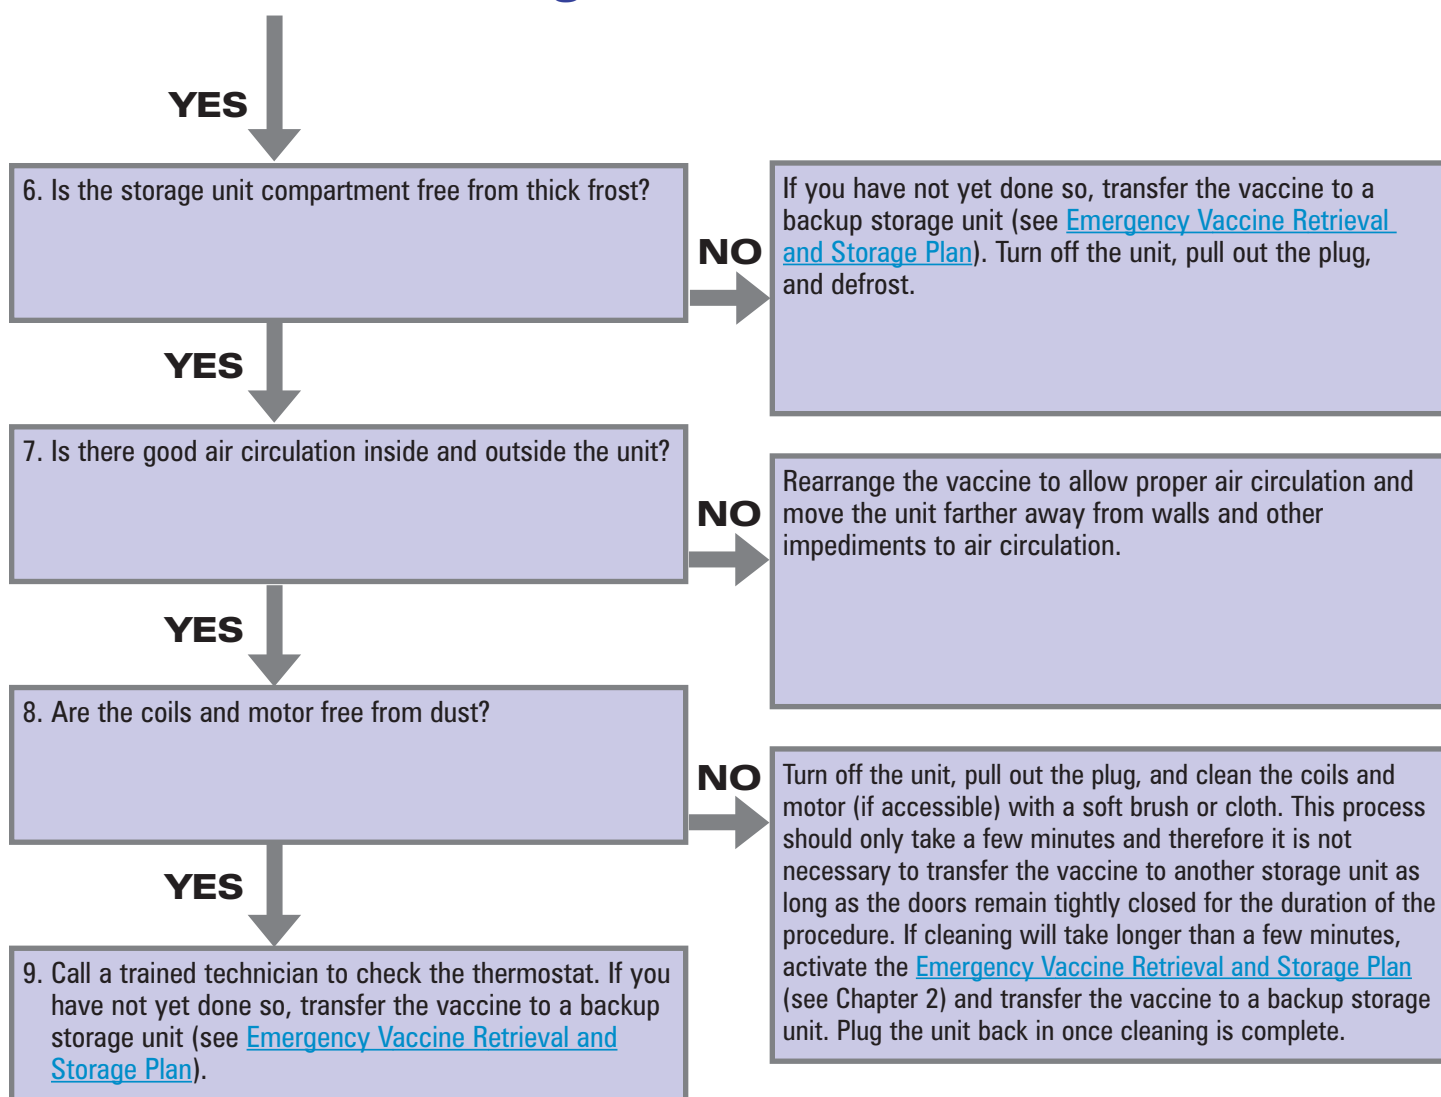 YES
6. Is the storage unit compartment free from thick frost?
NO
If you have not yet done so, transfer the vaccine to a
backup storage unit (see Emergency Vaccine Retrieval
and Storage Plan). Turn off the unit, pull out the plug,
and defrost.
YES
7. Is there good air circulation inside and outside the unit?
NO
Rearrange the vaccine to allow proper air circulation and
move the unit farther away from walls and other
impediments to air circulation.
YES
8. Are the coils and motor free from dust?
NO
Turn off the unit, pull out the plug, and clean the coils and
motor (if accessible) with a soft brush or cloth. This process
should only take a few minutes and therefore it is not
necessary to transfer the vaccine to another storage unit as
long as the doors remain tightly closed for the duration of the
procedure. If cleaning will take longer than a few minutes,
activate the Emergency Vaccine Retrieval and Storage Plan
(see Chapter 2) and transfer the vaccine to a backup storage
unit. Plug the unit back in once cleaning is complete.
YES
9. Call a trained technician to check the thermostat. If you
have not yet done so, transfer the vaccine to a backup
storage unit (see Emergency Vaccine Retrieval and
Storage Plan).